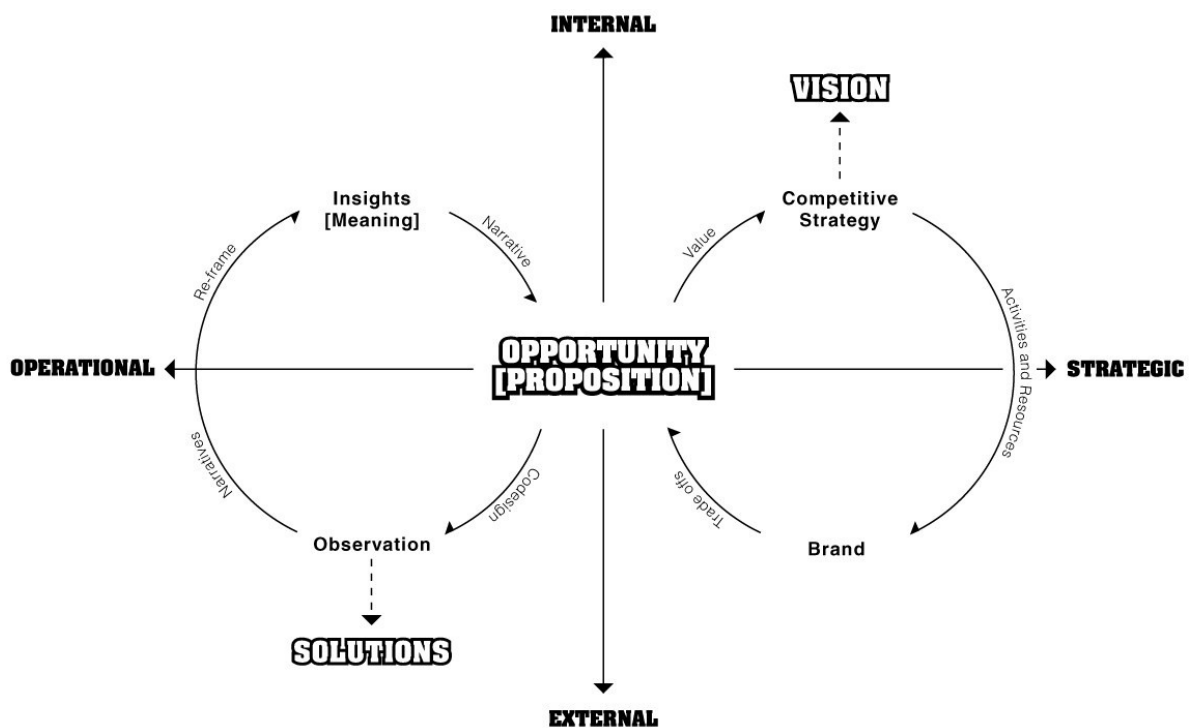 INTERNAL
VISION
Insights
[Meaning]
Competitive
Strategy
Narrative
Value
Re-frame
Activities and Resources
OPPORTUNITY
[PROPOSITION]
OPERATIONAL
STRATEGIC
Narratives
Codesign
Trade offs
Observation
Brand
SOLUTIONS
EXTERNAL